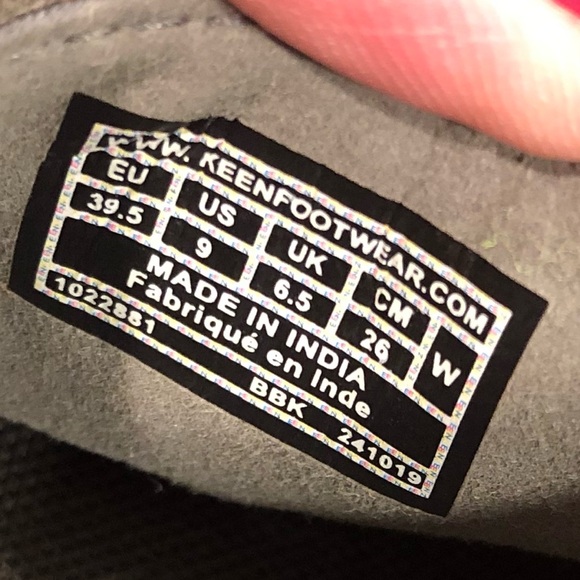 WWW. KEENFOOTWEAR.COM
EU US UK CM W
39.5 9 6.5 26
MADE IN INDIA
Fabriqué en Inde
1022881 BBK 241019